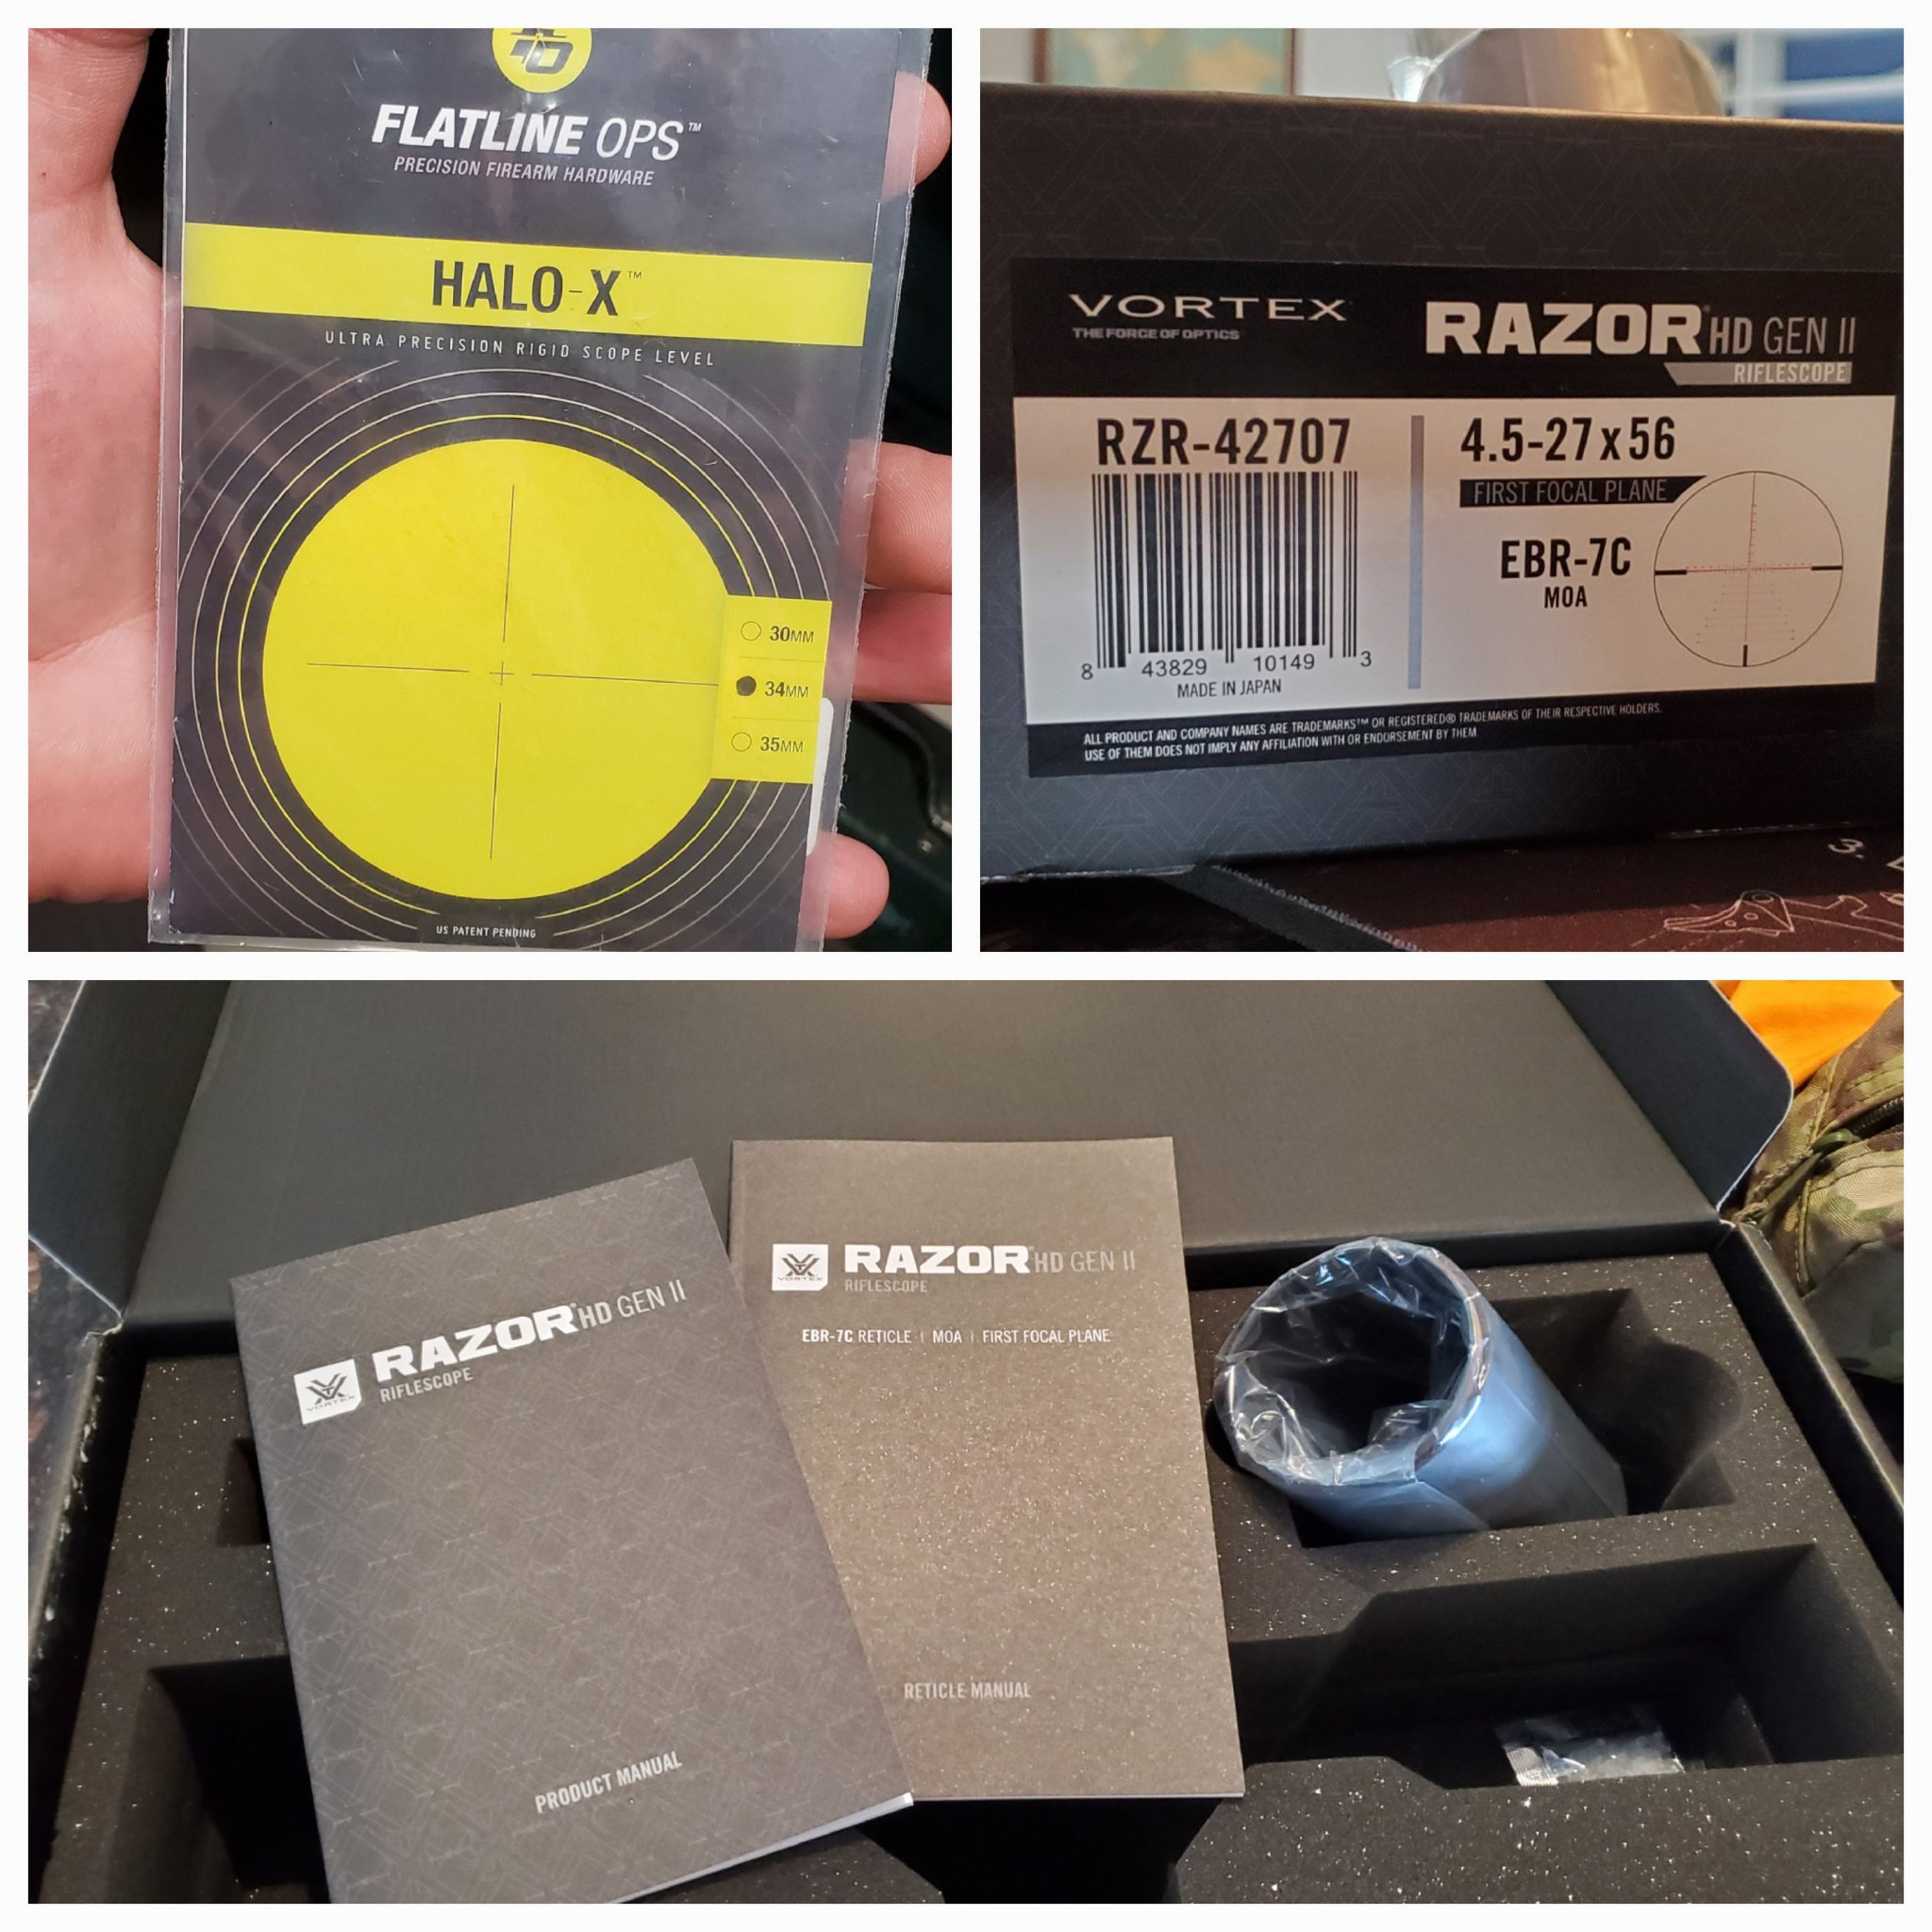 FLATLINE OPS™
PRECISION FIREARM HARDWARE
HALO-X™
ULTRA PRECISION RIGID SCOPE LEVEL
30MM
34MM
35MM
US PATENT PENDING
VORTEX
THE FORCE OF OPTICS
RAZOR® HD GEN II
RIFLESCOPE
RZR-42707
8 43829 10149 3
MADE IN JAPAN
4.5-27x56
FIRST FOCAL PLANE
EBR-7C
MOA
ALL PRODUCT AND COMPANY NAMES ARE TRADEMARKS™ OR REGISTERED® TRADEMARKS OF THEIR RESPECTIVE HOLDERS.
USE OF THEM DOES NOT IMPLY ANY AFFILIATION WITH OR ENDORSEMENT BY THEM
3.
VORTEX
RAZOR® HD GEN II
RIFLESCOPE
PRODUCT MANUAL
VORTEX
RAZOR® HD GEN II
RIFLESCOPE
EBR-7C RETICLE | MOA | FIRST FOCAL PLANE
RETICLE MANUAL